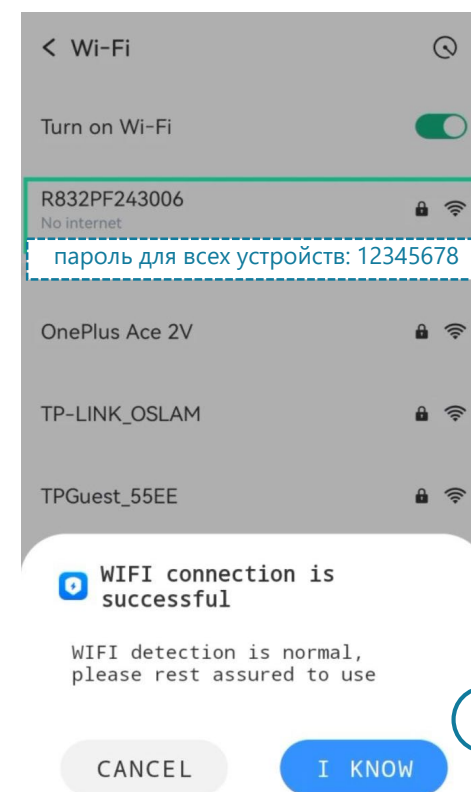 < Wi-Fi
Turn on Wi-Fi
R832PF243006
No internet
пароль для всех устройств: 12345678
OnePlus Ace 2V
TP-LINK_OSLAM
TPGuest_55EE
WIFI connection is
successful
WIFI detection is normal,
please rest assured to use
CANCEL
I KNOW